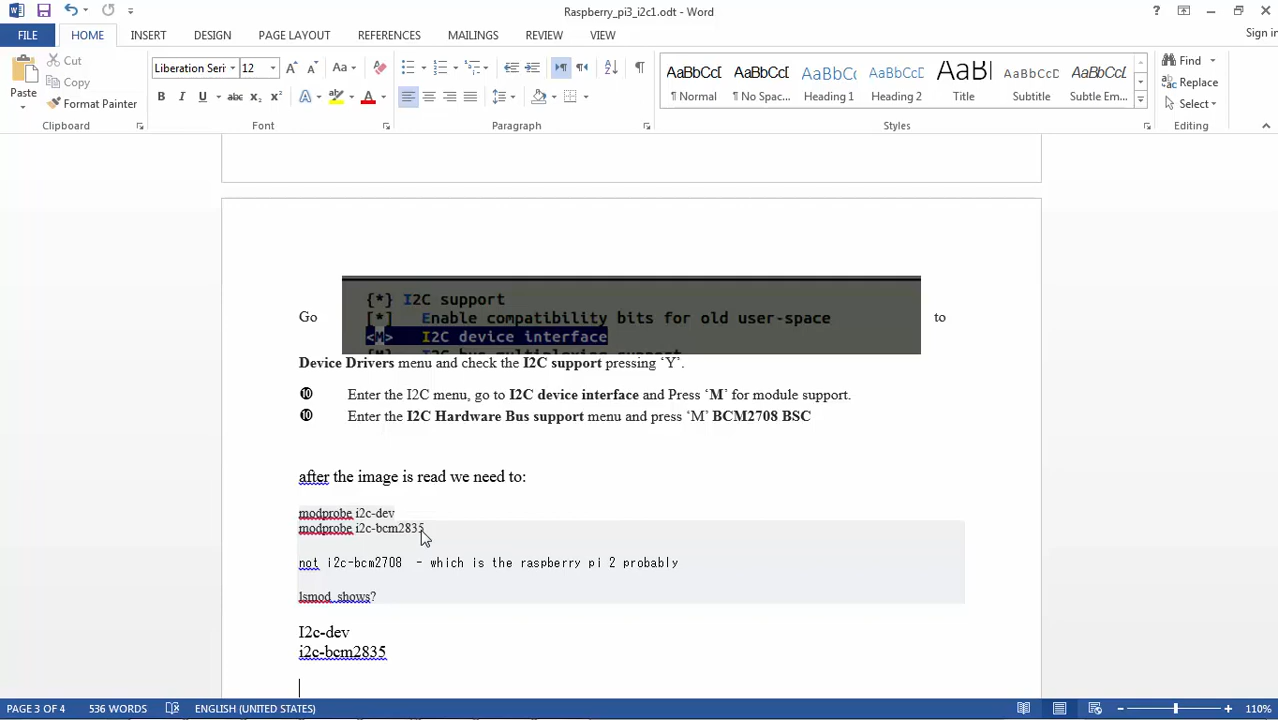 Raspberry_pi3_i2c1.odt - Word
Sign in
FILE HOME INSERT DESIGN PAGE LAYOUT REFERENCES MAILINGS REVIEW VIEW
Paste
Cut
Copy
Format Painter
Clipboard
Liberation Seri 12
Font
Paragraph
AaBbCcD ¶ Normal
AaBbCcD ¶ No Spac...
AaBbCc Heading 1
AaBbCcD Heading 2
AaBl Title
AaBbCcD Subtitle
AaBbCcD Subtle Em...
Styles
Find
Replace
Select
Editing
{*} I2C support
[*] Enable compatibility bits for old user-space
<M> I2C device interface
Go to
Device Drivers menu and check the I2C support pressing ‘Y’.
❿ Enter the I2C menu, go to I2C device interface and Press ‘M’ for module support.
❿ Enter the I2C Hardware Bus support menu and press ‘M’ BCM2708 BSC
after the image is read we need to:
modprobe i2c-dev
modprobe i2c-bcm2835
not i2c-bcm2708 - which is the raspberry pi 2 probably
lsmod shows?
I2c-dev
i2c-bcm2835
PAGE 3 OF 4 536 WORDS ENGLISH (UNITED STATES) 110%